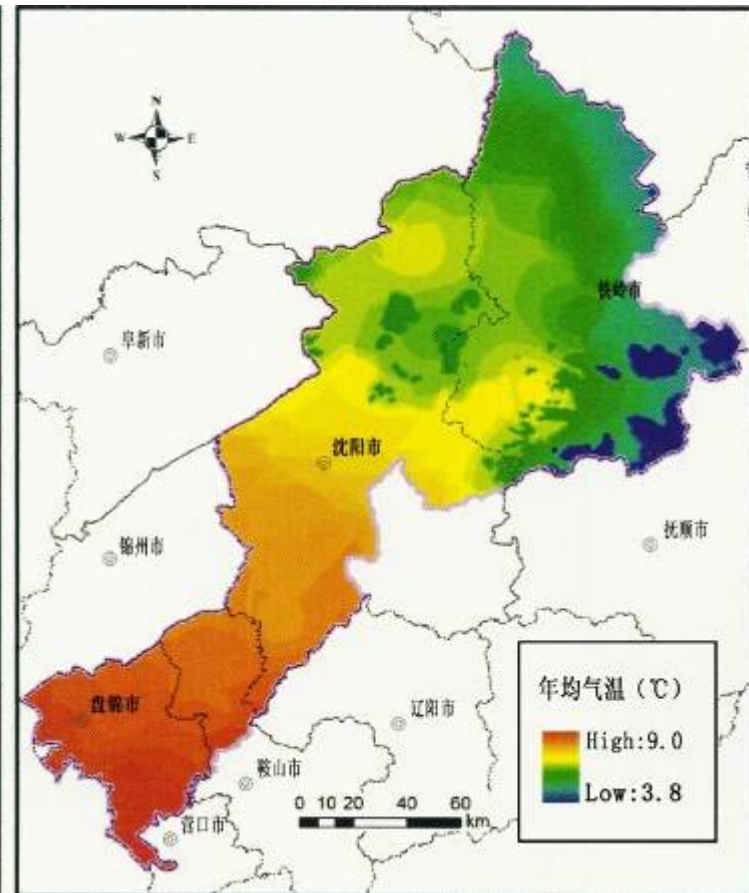 N
W E
S
铁岭市
阜新市
沈阳市
抚顺市
锦州市
盘锦市
辽阳市
鞍山市
营口市
年均气温（℃）
High:9.0
Low:3.8
0 10 20 40 60
km